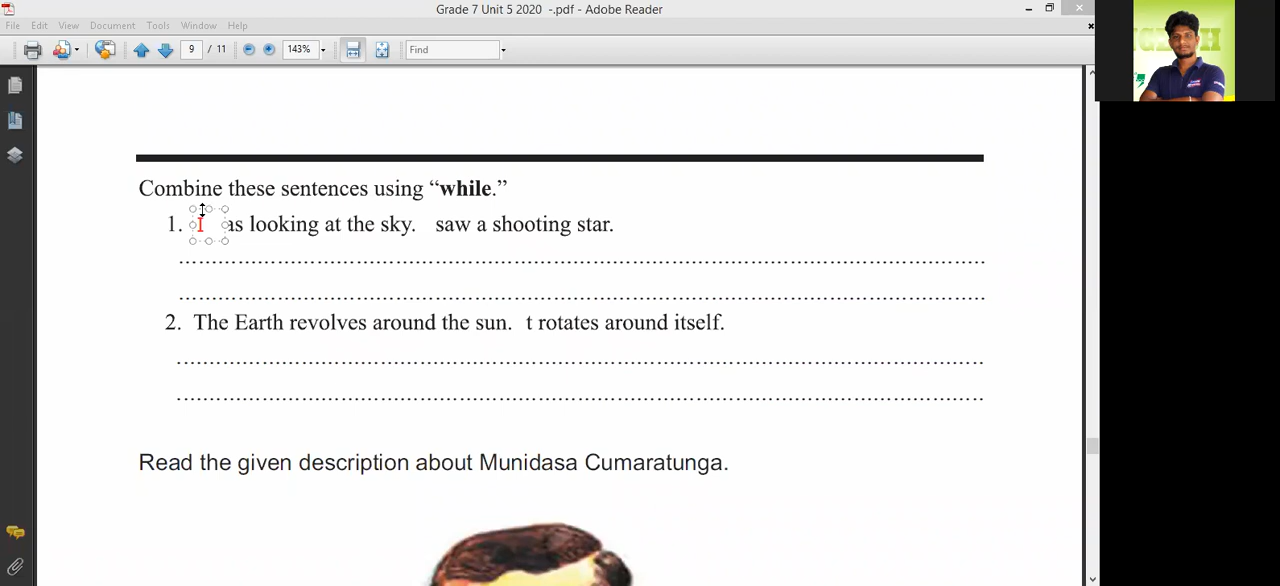 Grade 7 Unit 5 2020 -.pdf - Adobe Reader
File Edit View Document Tools Window Help
9 / 11 143% Find
Combine these sentences using “while.”
1. I as looking at the sky. saw a shooting star.
2. The Earth revolves around the sun. t rotates around itself.
Read the given description about Munidasa Cumaratunga.